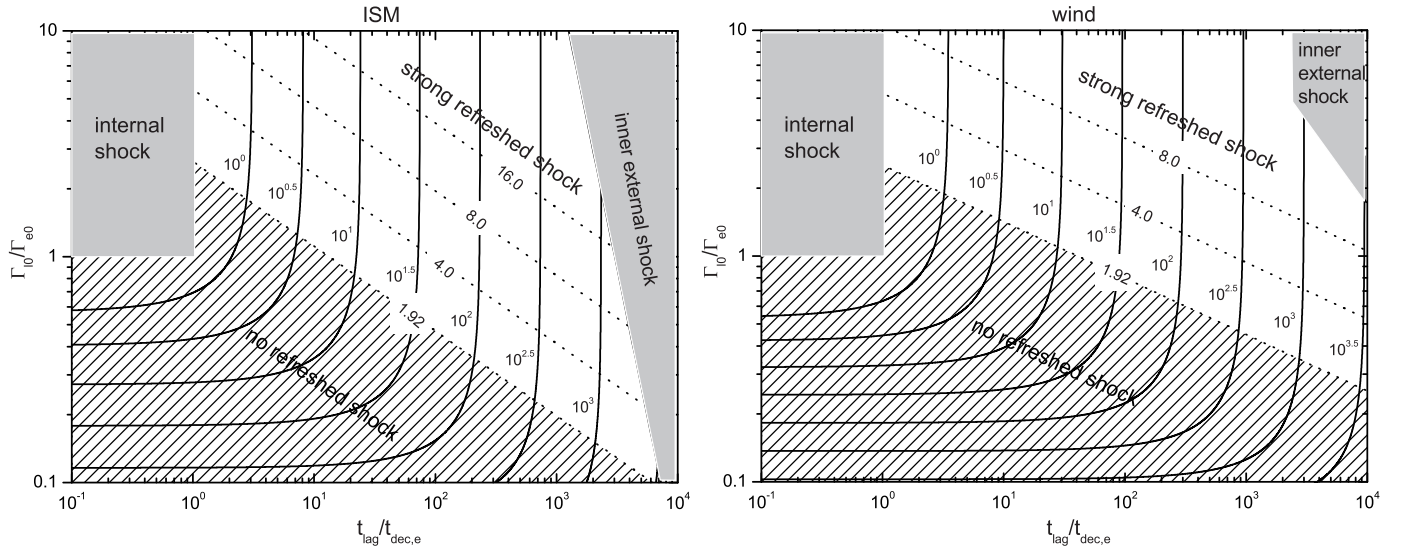 ISM
10
1
0.1
Γl0/Γe0
internal
shock
strong refreshed shock
inner external shock
no refreshed shock
10^0
10^0.5
10^1
10^1.5
10^2
10^2.5
10^3
1.92
4.0
8.0
16.0
10^-1
10^0
10^1
10^2
10^3
10^4
tlag/tdec,e
wind
10
1
0.1
Γl0/Γe0
internal
shock
strong refreshed shock
inner
external
shock
no refreshed shock
10^0
10^0.5
10^1
10^1.5
10^2
10^2.5
10^3
10^3.5
1.92
4.0
8.0
10^-1
10^0
10^1
10^2
10^3
10^4
tlag/tdec,e